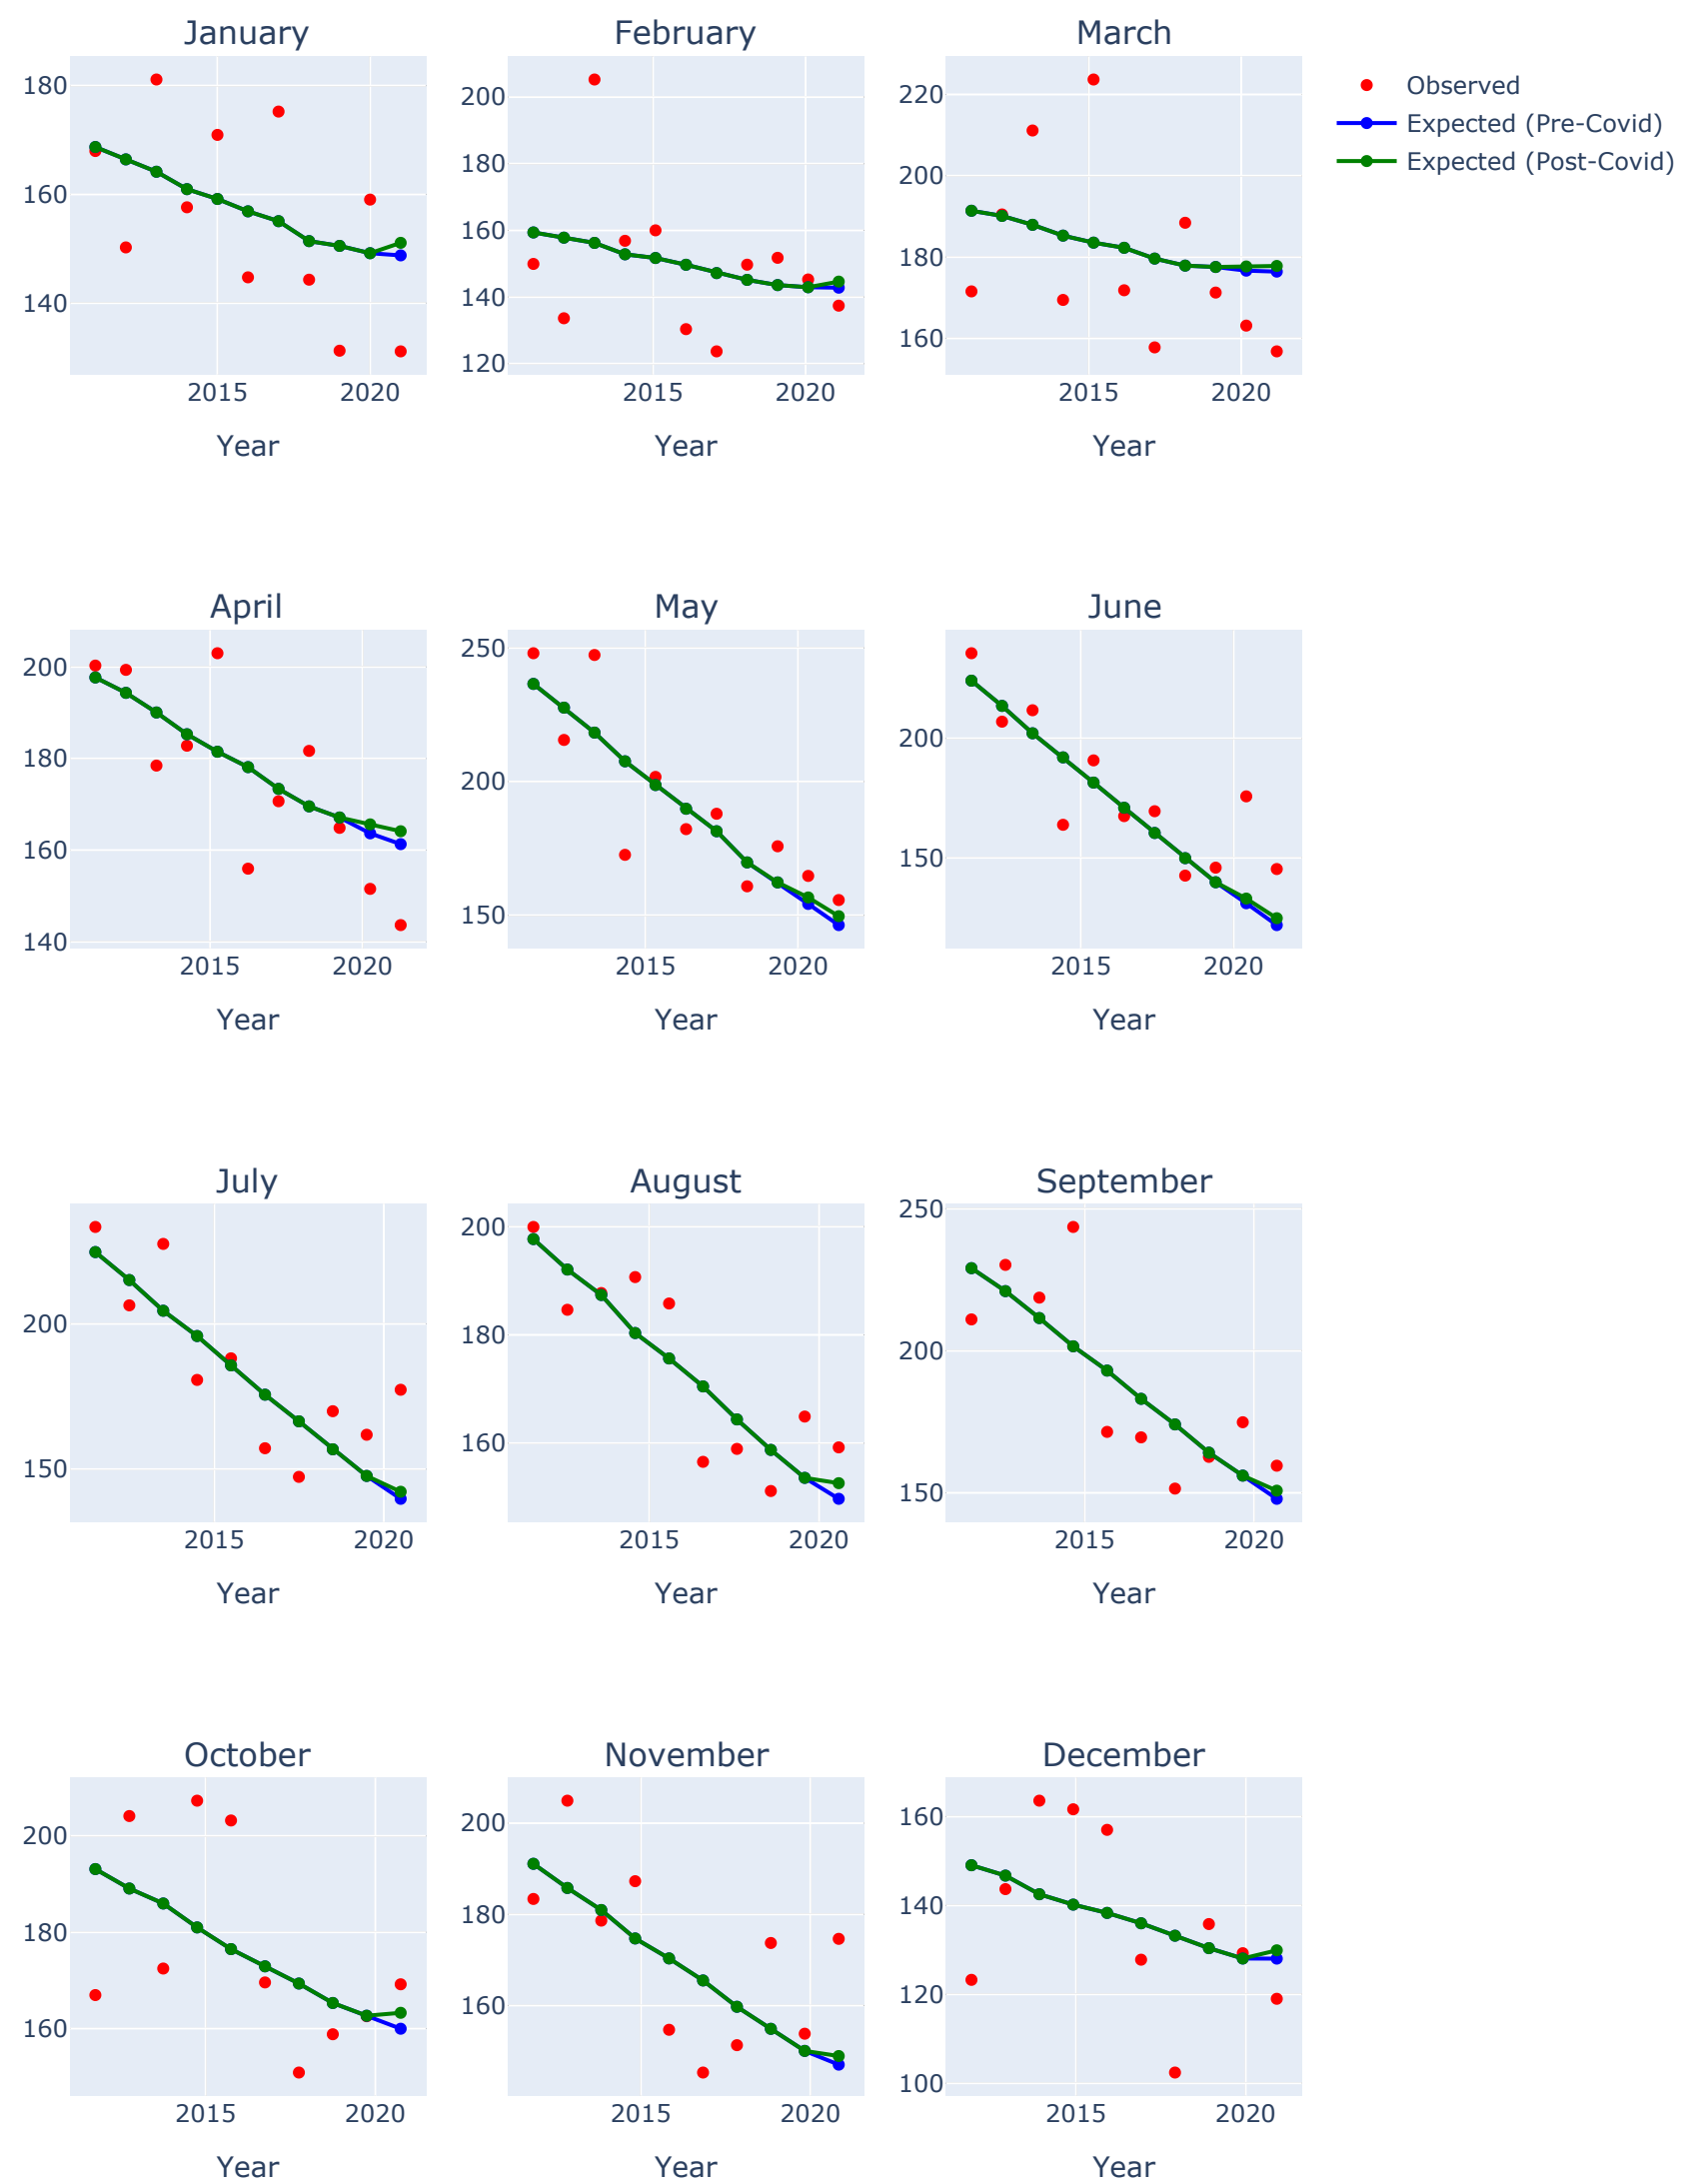 January February March
180
160
140
2015 2020
Year
200
180
160
140
120
2015 2020
Year
220
200
180
160
2015 2020
Year
Observed
Expected (Pre-Covid)
Expected (Post-Covid)
April May June
200
180
160
140
2015 2020
Year
250
200
150
2015 2020
Year
200
150
2015 2020
Year
July August September
200
150
2015 2020
Year
200
180
160
2015 2020
Year
250
200
150
2015 2020
Year
October November December
200
180
160
2015 2020
Year
200
180
160
2015 2020
Year
160
140
120
100
2015 2020
Year